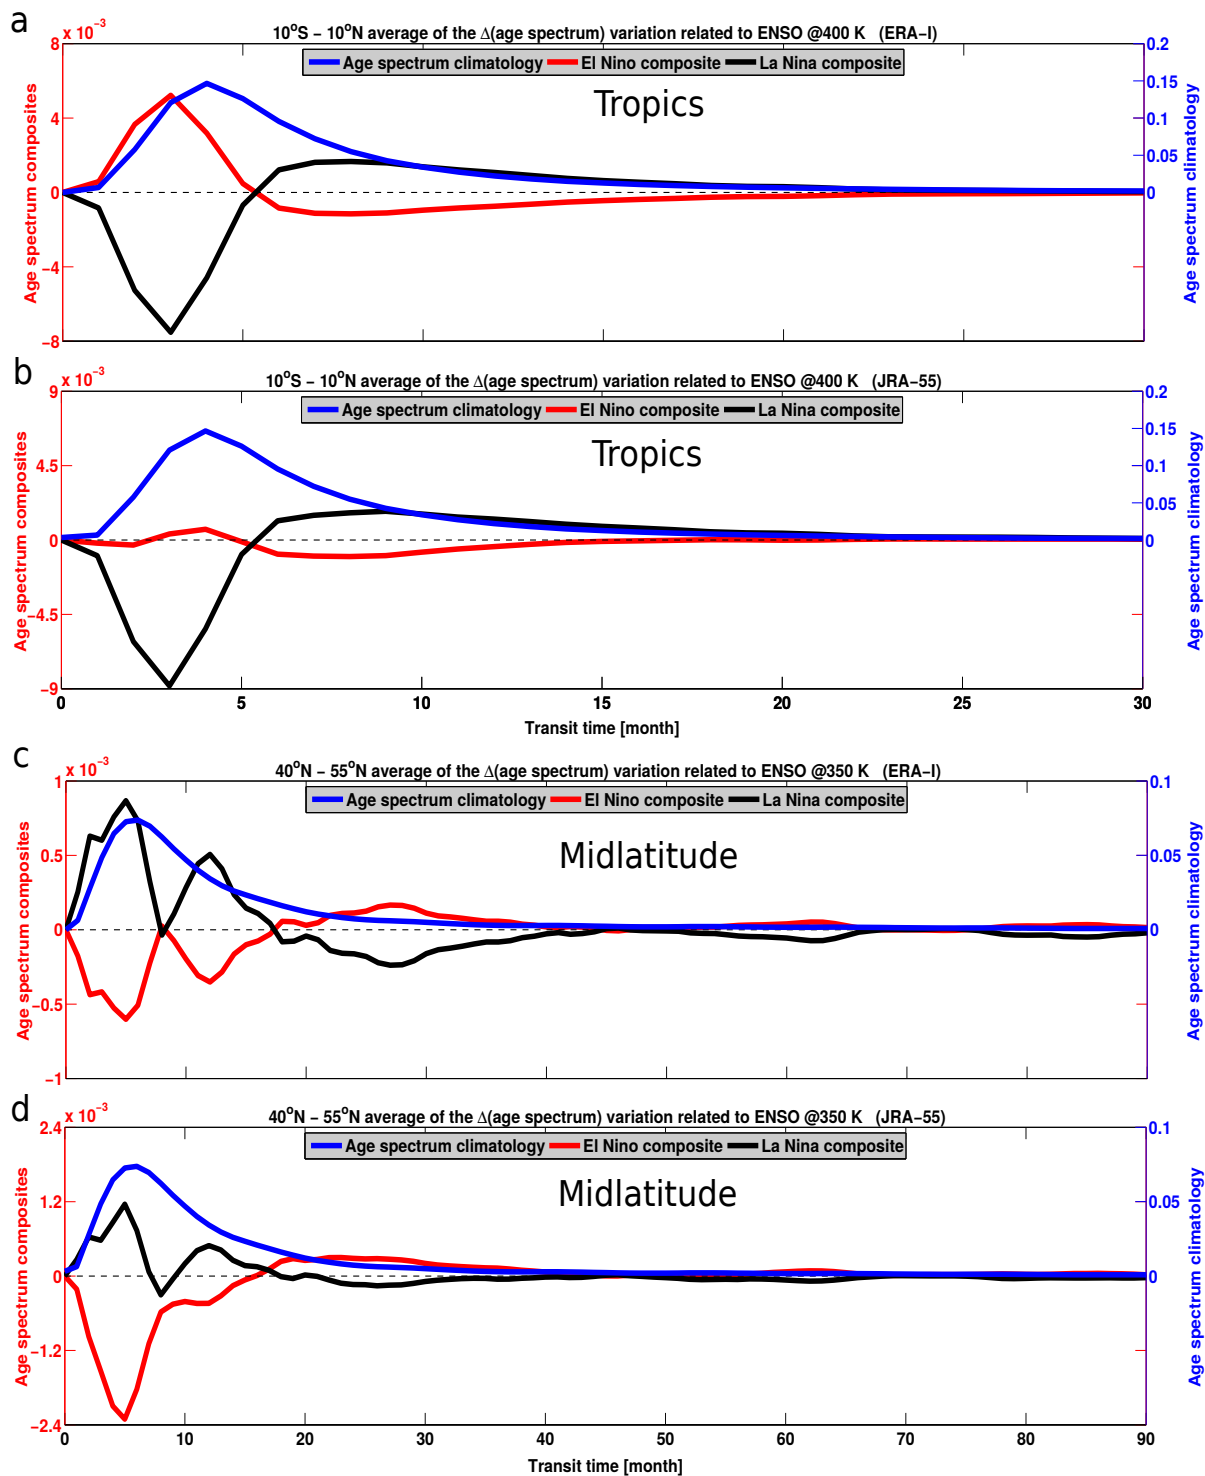 a
x 10⁻³
10°S − 10°N average of the Δ(age spectrum) variation related to ENSO @400 K (ERA−I)
Age spectrum climatology El Nino composite La Nina composite
Tropics
8
4
0
−4
−8
Age spectrum composites
0.2
0.15
0.1
0.05
0
Age spectrum climatology
b
x 10⁻³
10°S − 10°N average of the Δ(age spectrum) variation related to ENSO @400 K (JRA−55)
Age spectrum climatology El Nino composite La Nina composite
Tropics
9
4.5
0
−4.5
−9
Age spectrum composites
0.2
0.15
0.1
0.05
0
Age spectrum climatology
0 5 10 15 20 25 30
Transit time [month]
c
x 10⁻³
40°N − 55°N average of the Δ(age spectrum) variation related to ENSO @350 K (ERA−I)
Age spectrum climatology El Nino composite La Nina composite
Midlatitude
1
0.5
0
−0.5
−1
Age spectrum composites
0.1
0.05
0
Age spectrum climatology
d
x 10⁻³
40°N − 55°N average of the Δ(age spectrum) variation related to ENSO @350 K (JRA−55)
Age spectrum climatology El Nino composite La Nina composite
Midlatitude
2.4
1.2
0
−1.2
−2.4
Age spectrum composites
0.1
0.05
0
Age spectrum climatology
0 10 20 30 40 50 60 70 80 90
Transit time [month]